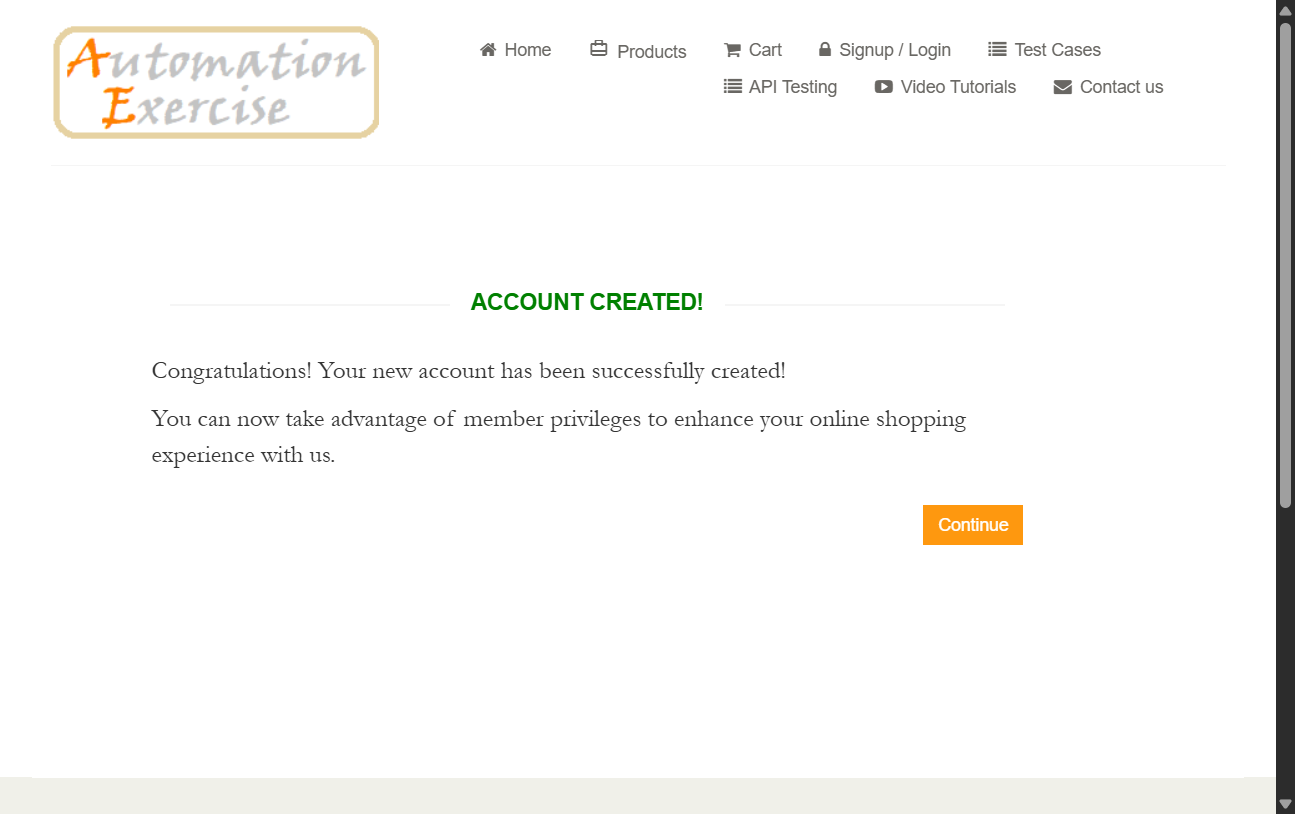 Automation
Exercise
Home
Products
Cart
Signup / Login
Test Cases
API Testing
Video Tutorials
Contact us
ACCOUNT CREATED!
Congratulations! Your new account has been successfully created!
You can now take advantage of member privileges to enhance your online shopping
experience with us.
Continue